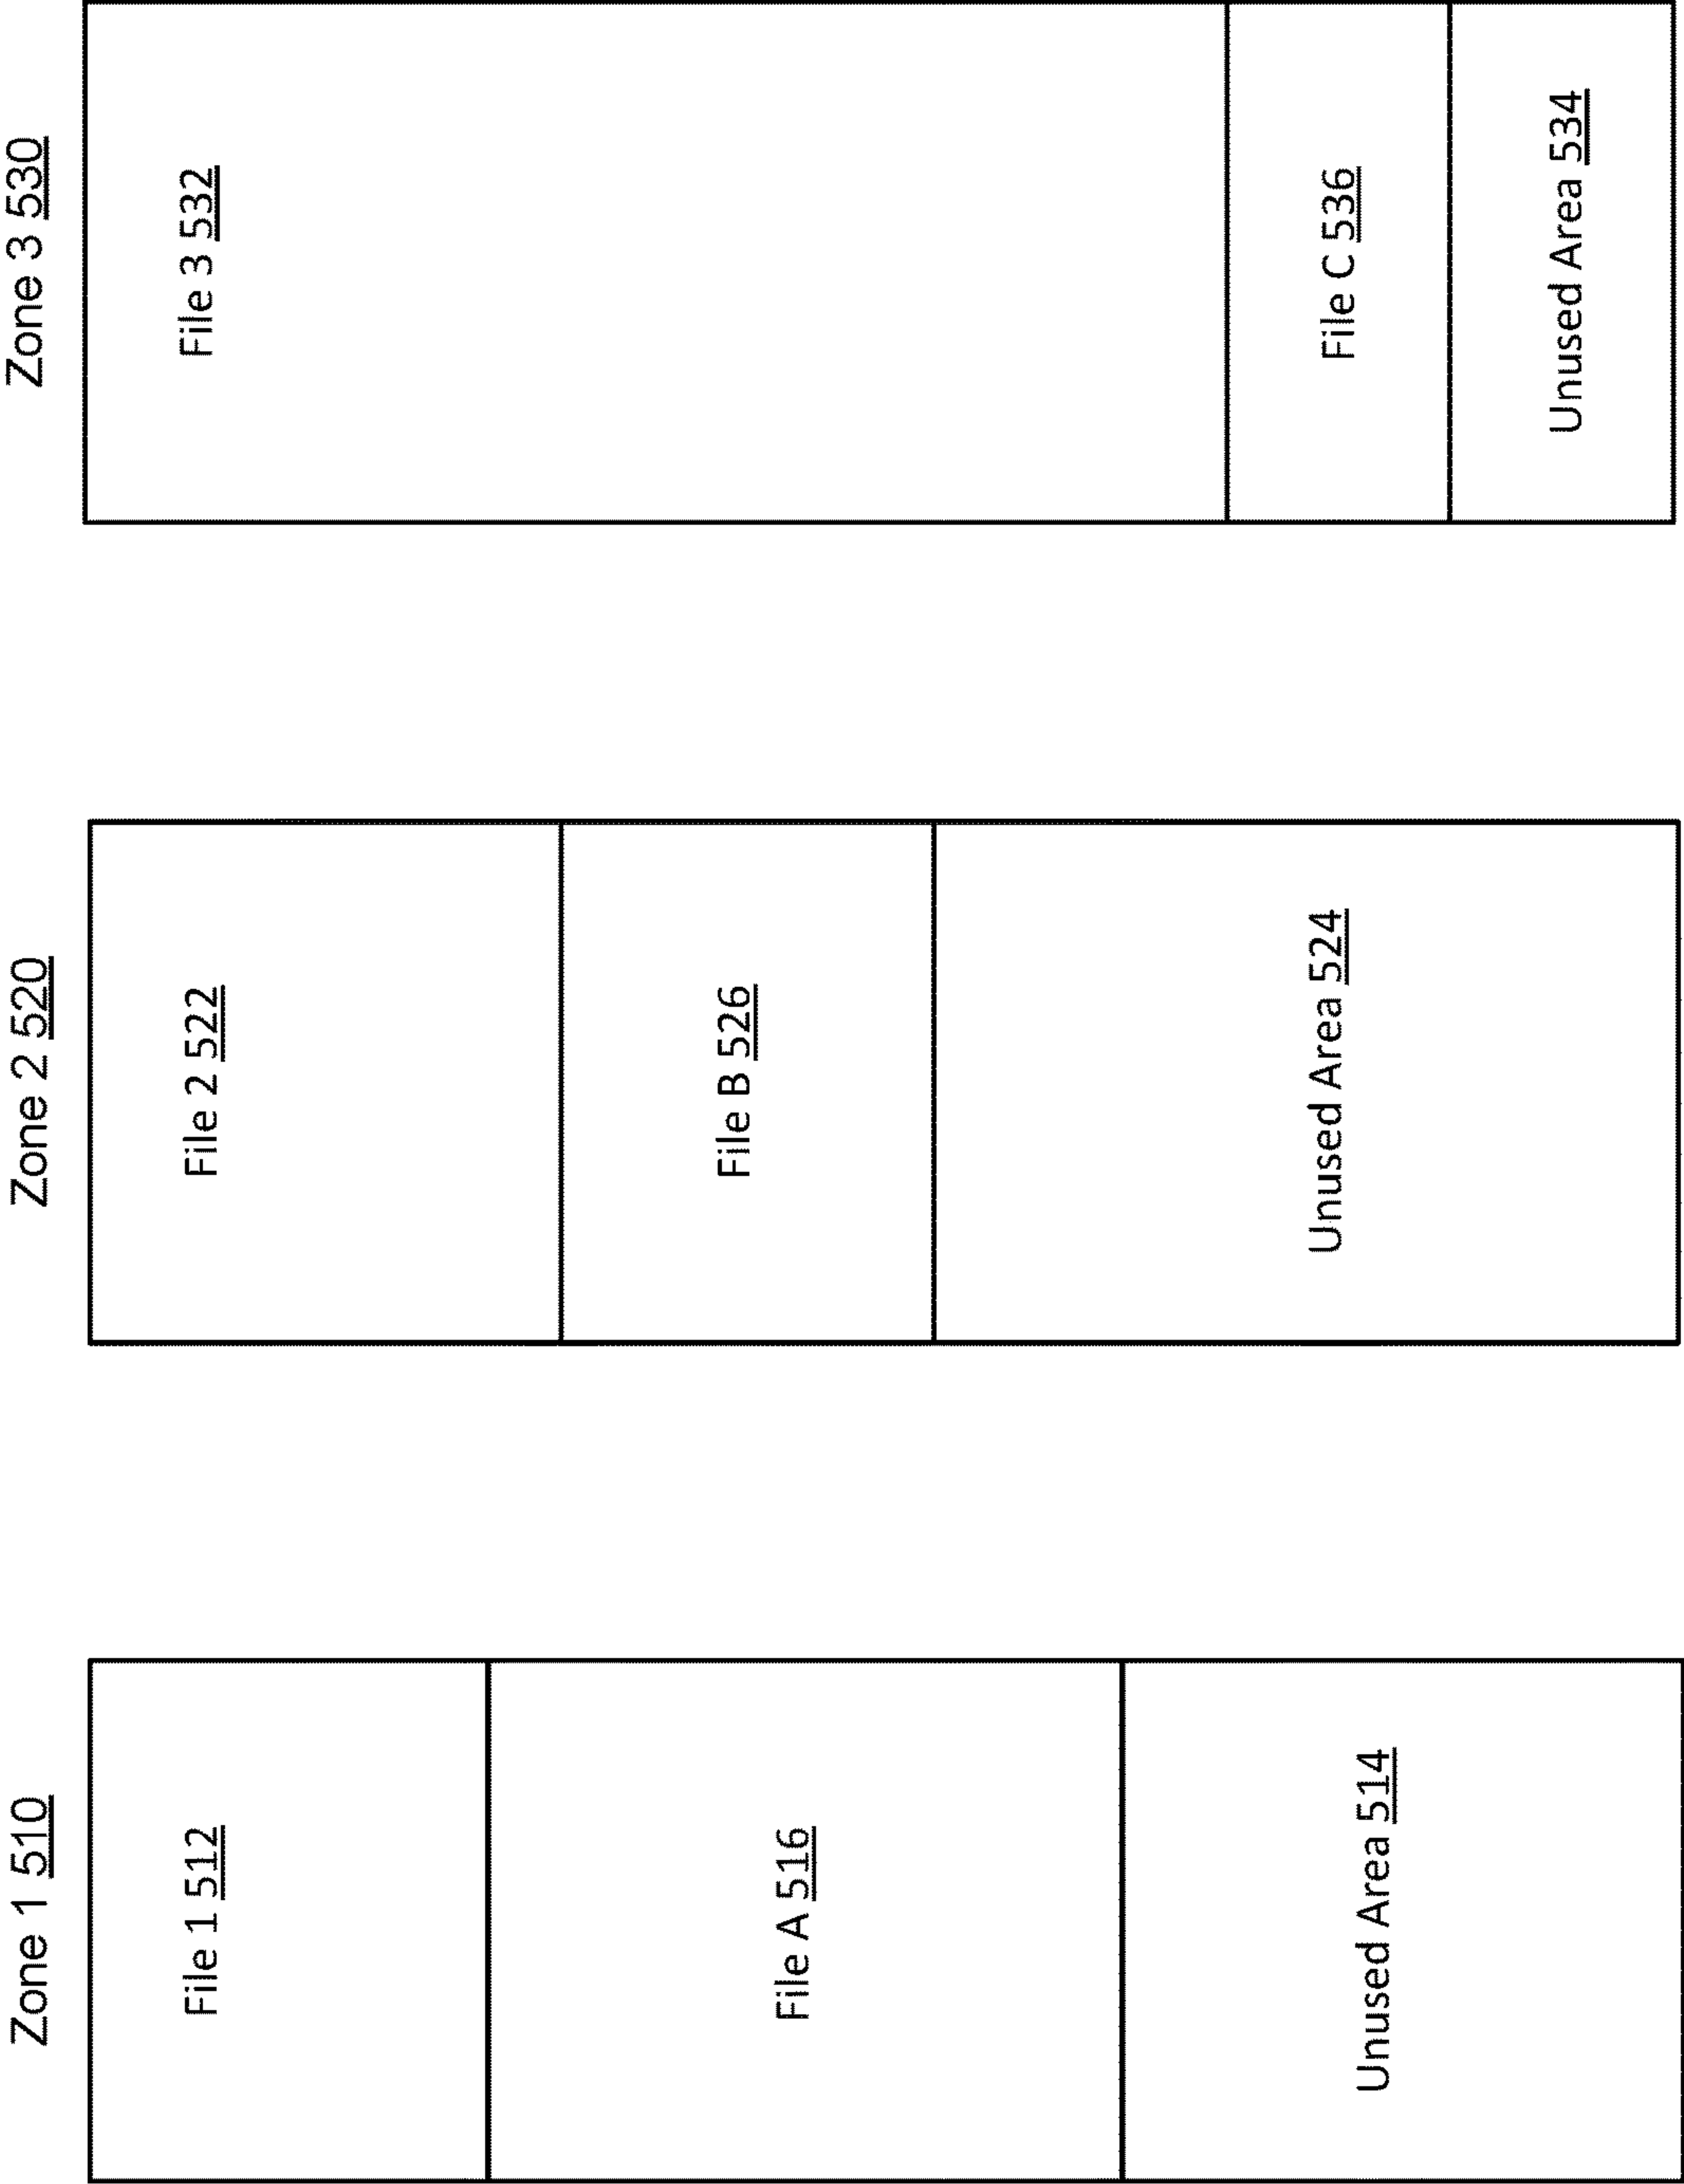 Zone 1 510
File 1 512
File A 516
Unused Area 514
Zone 2 520
File 2 522
File B 526
Unused Area 524
Zone 3 530
File 3 532
File C 536
Unused Area 534